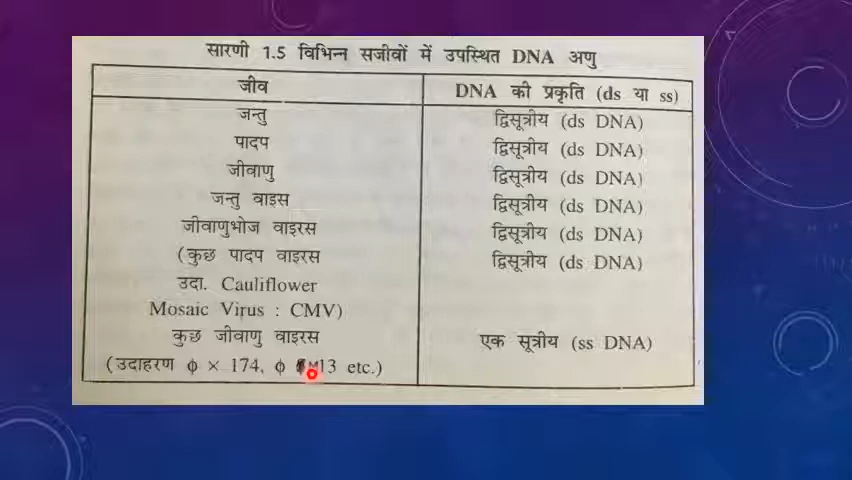 सारणी 1.5 विभिन्न सजीवों में उपस्थित DNA अणु
जीव DNA की प्रकृति (ds या ss)
जन्तु द्विसूत्रीय (ds DNA)
पादप द्विसूत्रीय (ds DNA)
जीवाणु द्विसूत्रीय (ds DNA)
जन्तु वाइस द्विसूत्रीय (ds DNA)
जीवाणुभोज वाइरस द्विसूत्रीय (ds DNA)
(कुछ पादप वाइरस द्विसूत्रीय (ds DNA)
उदा. Cauliflower
Mosaic Virus : CMV)
कुछ जीवाणु वाइरस एक सूत्रीय (ss DNA)
(उदाहरण ϕ × 174, ϕ M13 etc.)